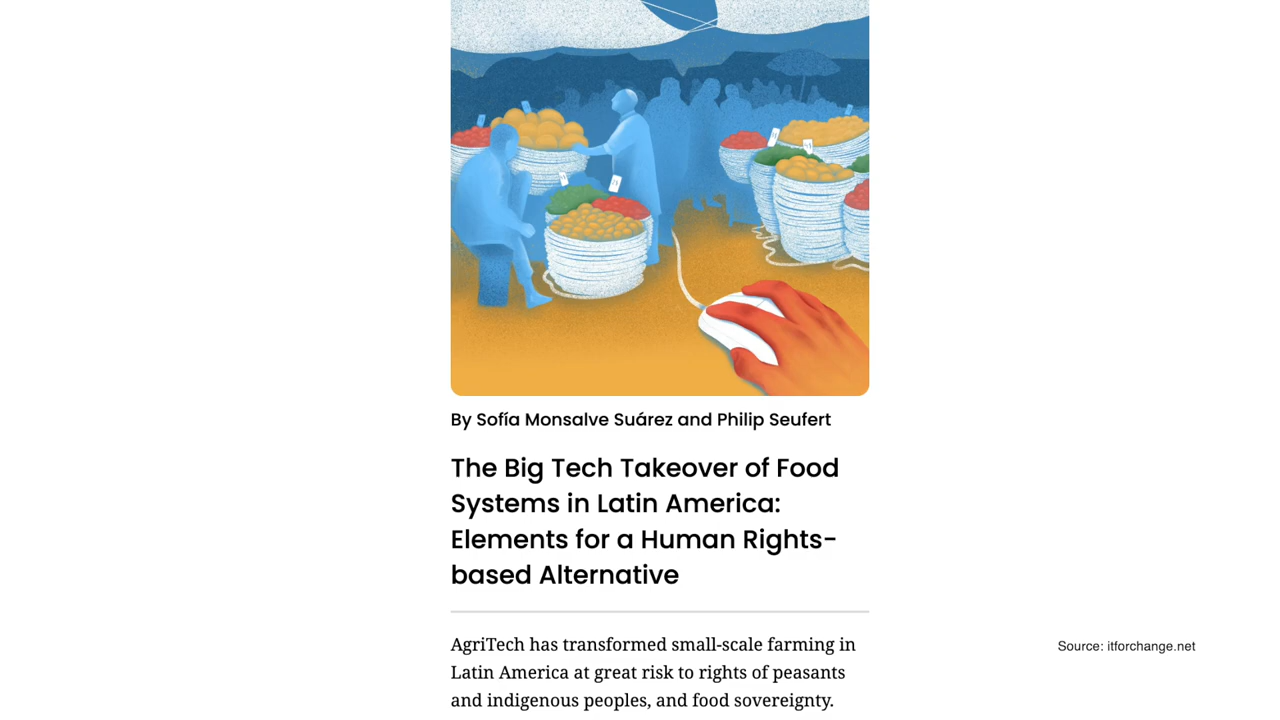 By Sofía Monsalve Suárez and Philip Seufert
The Big Tech Takeover of Food
Systems in Latin America:
Elements for a Human Rights-
based Alternative
AgriTech has transformed small-scale farming in
Latin America at great risk to rights of peasants
and indigenous peoples, and food sovereignty.
Source: itforchange.net